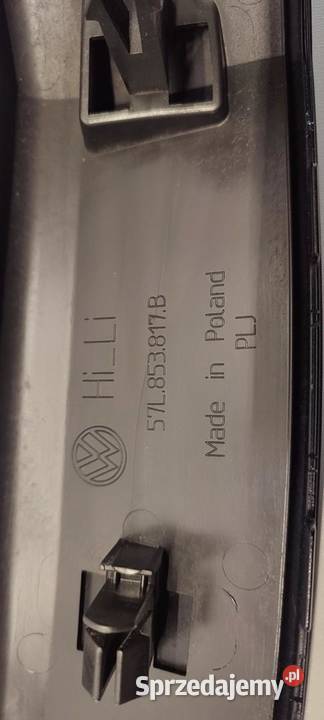 Hi_Li
57L.853.817.B
Made in Poland
PLJ
Sprzedajemy.pl